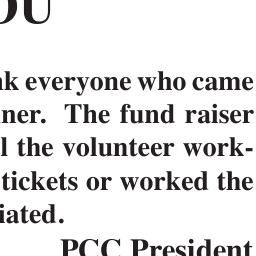 OU
nk everyone who came
ner. The fund raiser
l the volunteer work-
tickets or worked the
iated.
PCC President